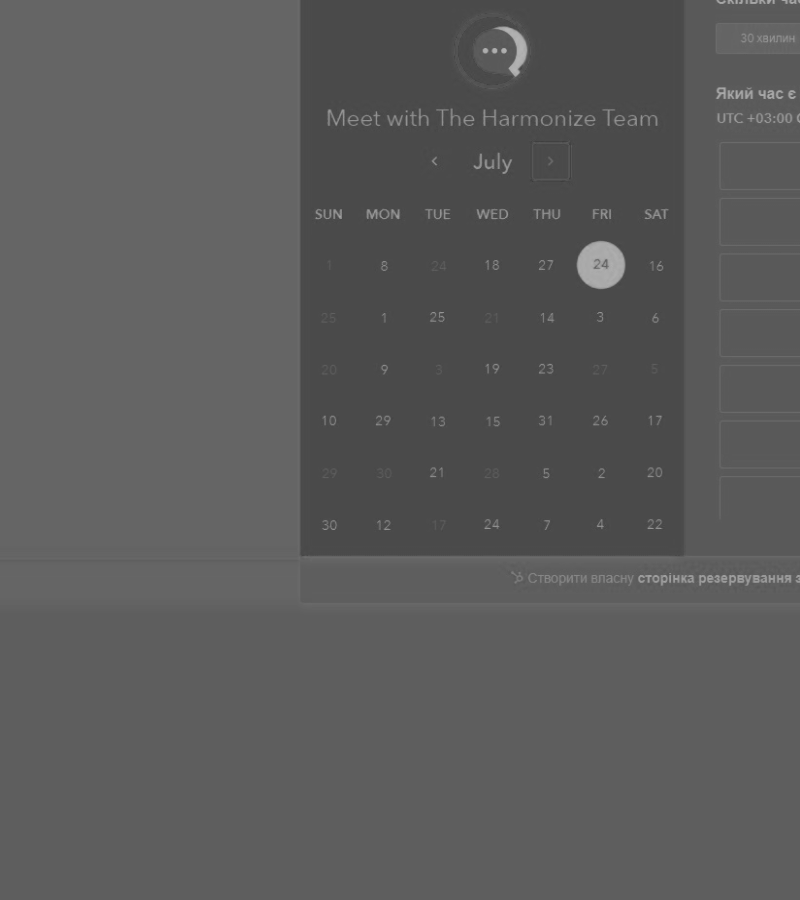 Скільки час
30 хвилин
Meet with The Harmonize Team
Який час є
UTC +03:00
July
SUN MON TUE WED THU FRI SAT
1 8 24 18 27 24 16
25 1 25 21 14 3 6
20 9 3 19 23 27 5
10 29 13 15 31 26 17
29 30 21 28 5 2 20
30 12 17 24 7 4 22
Створити власну сторінка резервування з